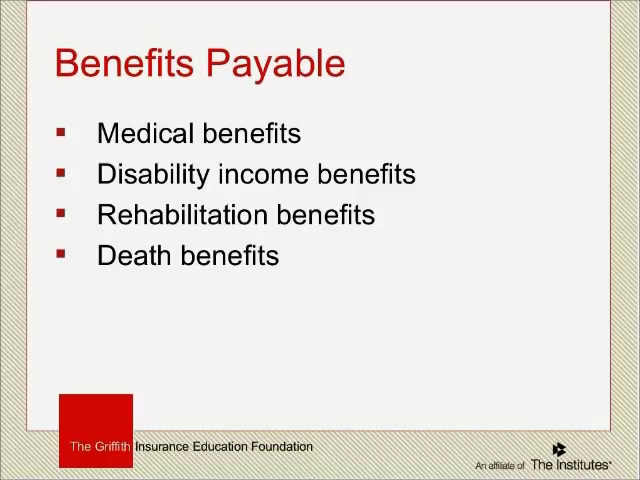 Benefits Payable
▪ Medical benefits
▪ Disability income benefits
▪ Rehabilitation benefits
▪ Death benefits
The Griffith Insurance Education Foundation
An affiliate of The Institutes